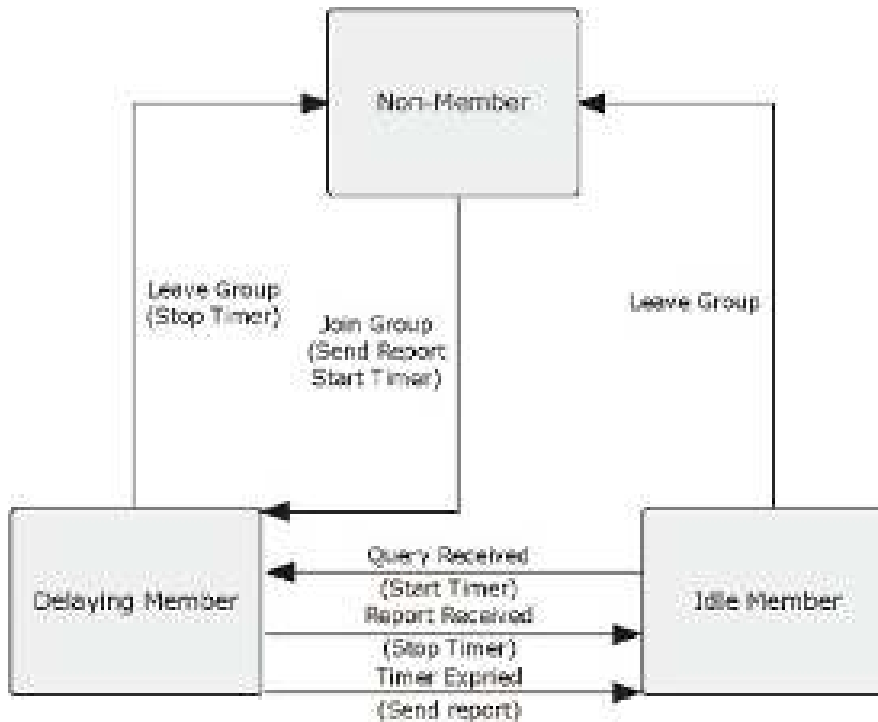 Non-Member
Leave Group
(Stop Timer)
Join Group
(Send Report
Start Timer)
Leave Group
Delaying Member
Query Received
(Start Timer)
Report Received
(Stop Timer)
Timer Expried
(Send report)
Idle Member